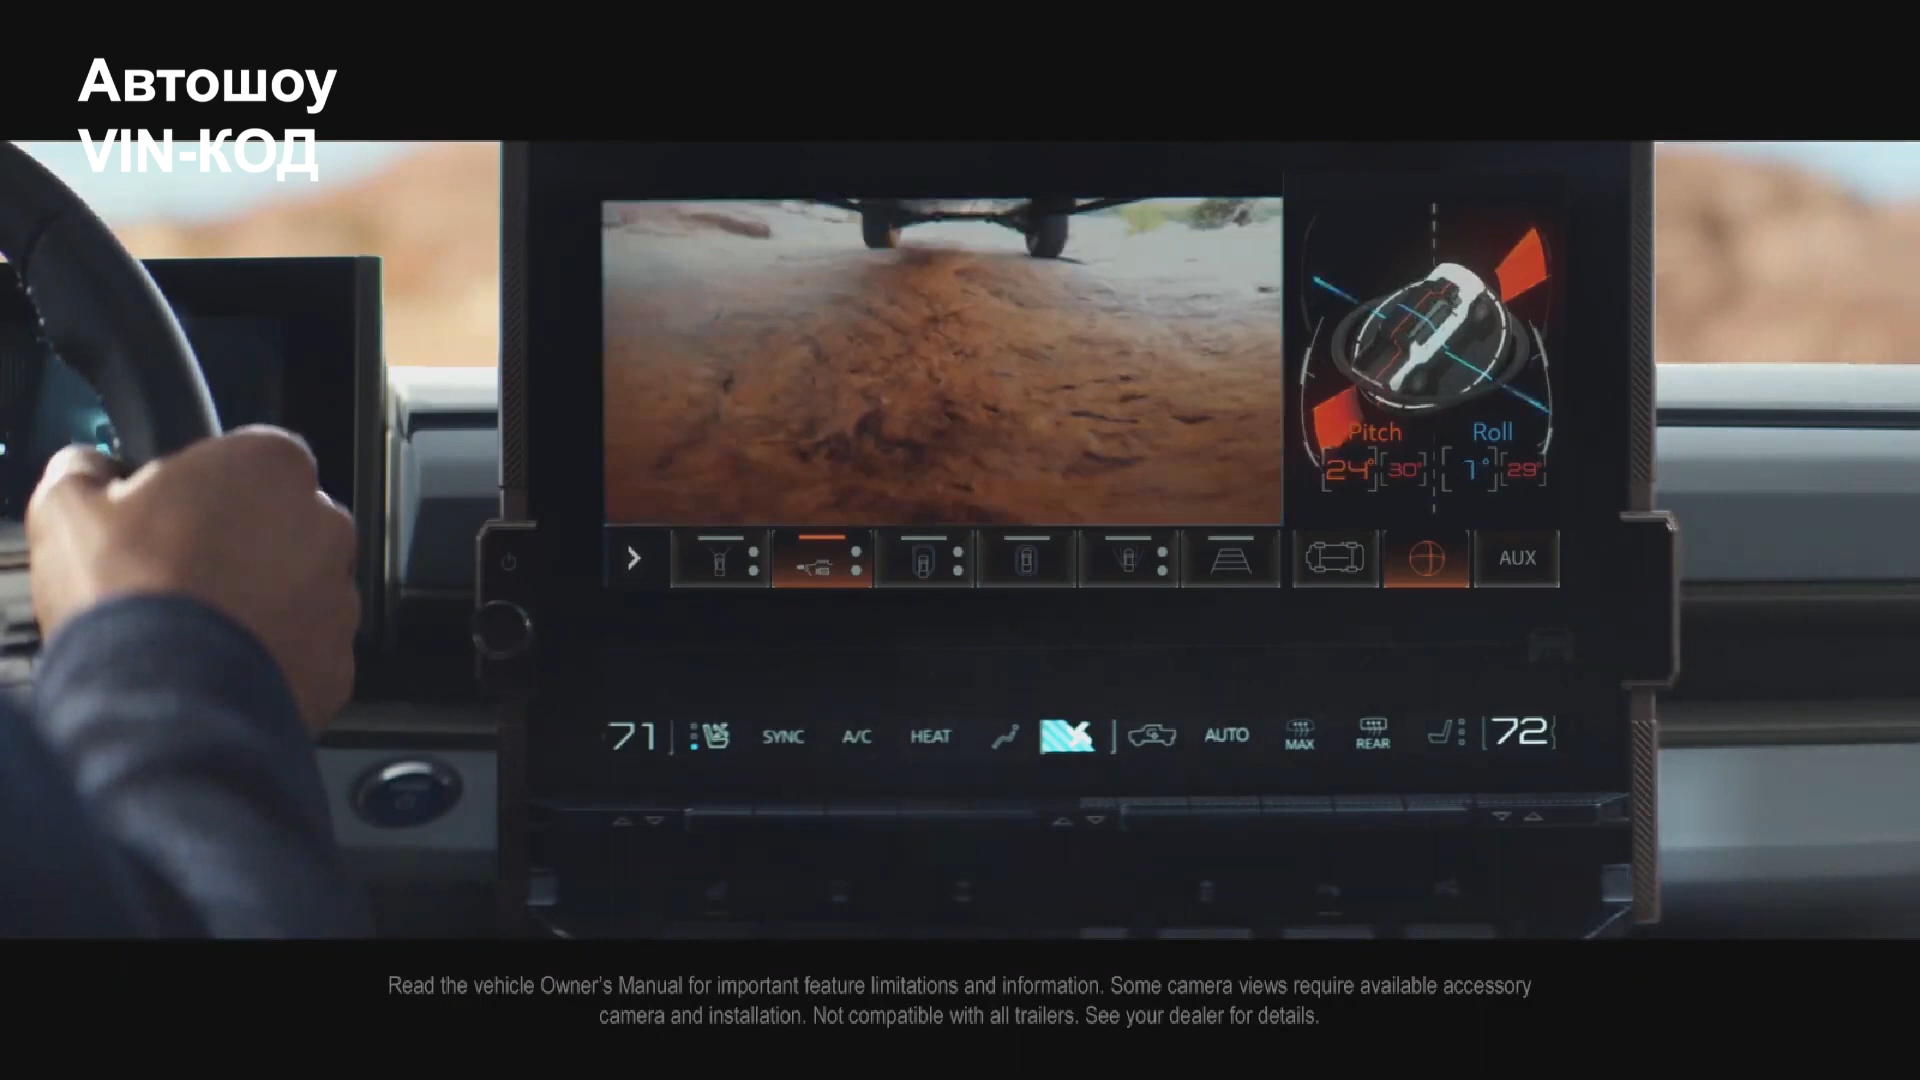 Автошоу
VIN-КОД
Pitch Roll
24° 30° 1° 29°
AUX
71 SYNC A/C HEAT AUTO MAX REAR 72
Read the vehicle Owner's Manual for important feature limitations and information. Some camera views require available accessory
camera and installation. Not compatible with all trailers. See your dealer for details.